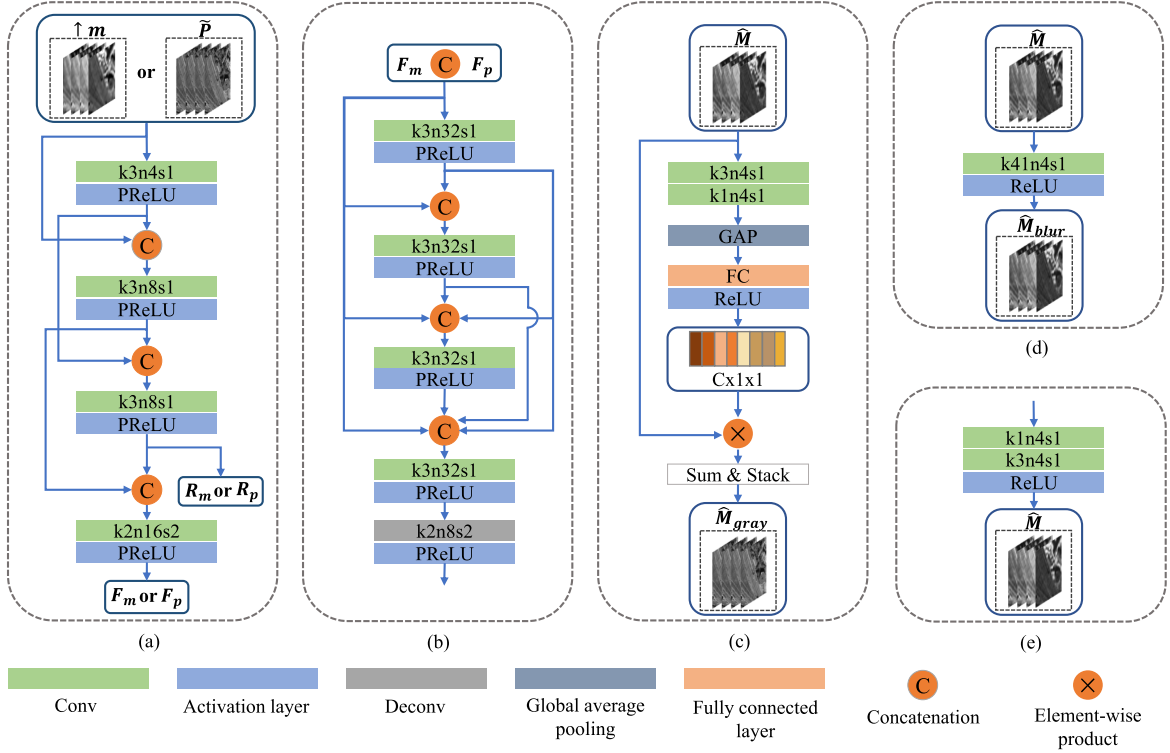 ↑ m
P̃
or
k3n4s1
PReLU
C
k3n8s1
PReLU
C
k3n8s1
PReLU
C
R_m or R_p
k2n16s2
PReLU
F_m or F_p
(a)
F_m C F_p
k3n32s1
PReLU
C
k3n32s1
PReLU
C
k3n32s1
PReLU
C
k3n32s1
PReLU
k2n8s2
PReLU
(b)
M̂
k3n4s1
k1n4s1
GAP
FC
ReLU
Cx1x1
×
Sum & Stack
M̂_gray
(c)
M̂
k41n4s1
ReLU
M̂_blur
(d)
k1n4s1
k3n4s1
ReLU
M̂
(e)
Conv
Activation layer
Deconv
Global average
pooling
Fully connected
layer
C
Concatenation
×
Element-wise
product